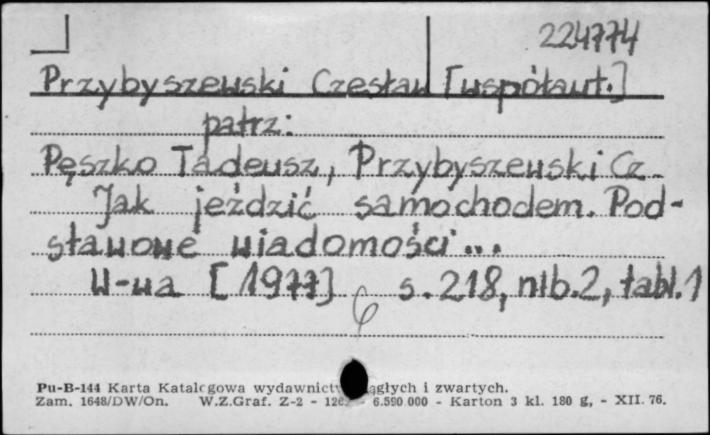 224774
Przybyszewski Czesław [współaut.]
patrz:
Pęszko Tadeusz, Przybyszewski Cz.
Jak jeździć samochodem. Pod-
stawowe wiadomości...
W-wa [1977] s. 218, nlb. 2, tabl. 1
Pu-B-144 Karta Katalogowa wydawnictw ciągłych i zwartych.
Zam. 1648/DW/On. W.Z.Graf. Z-2 - 6.590 000 - Karton 3 kl. 180 g, - XII. 76.